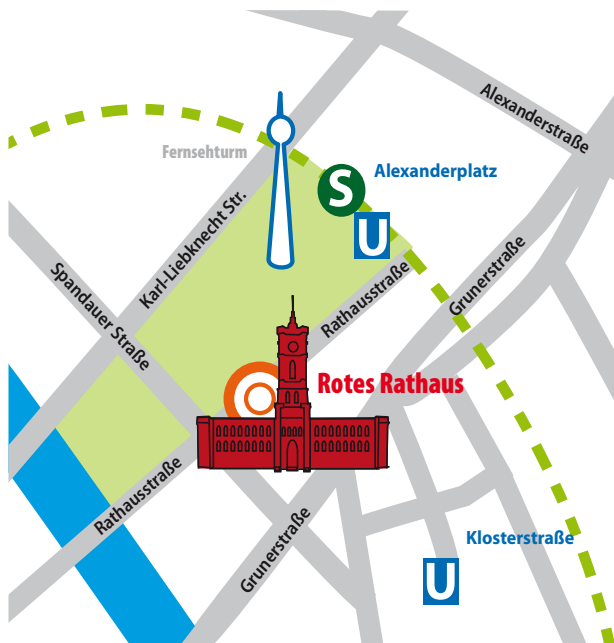 Alexanderstraße
Fernsehturm
S
Alexanderplatz
U
Karl-Liebknecht Str.
Grunerstraße
Spandauer Straße
Rathausstraße
Rotes Rathaus
Rathausstraße
Grunerstraße
Klosterstraße
U